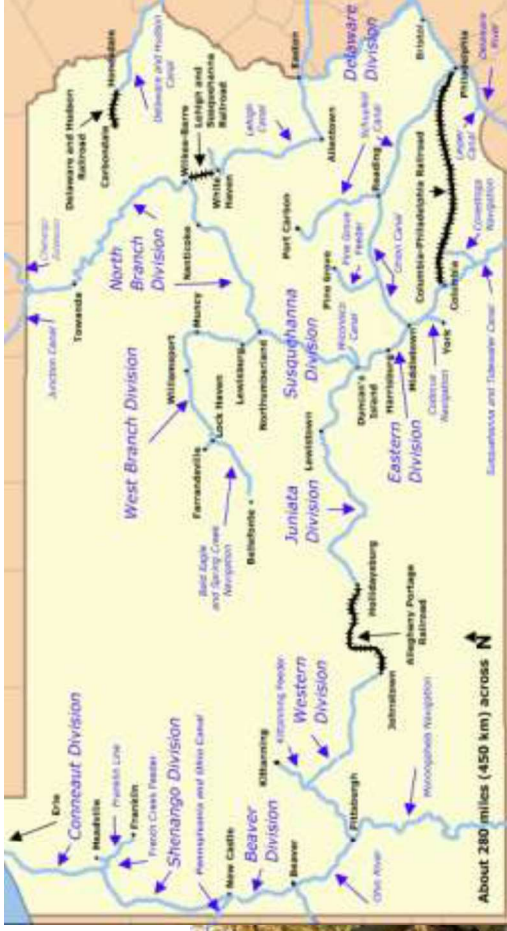 Erie
Conneaut Division
Meadville
Franklin Line
Franklin
French Creek Feeder
Shenango Division
Pennsylvania and Ohio Canal
New Castle
Beaver
Division
Beaver
Ohio River
Kittanning
Kittanning Feeder
Western
Division
Pittsburgh
Monongahela Navigation
Johnstown
Allegheny Portage
Railroad
Hollidaysburg
About 280 miles (450 km) across
N
West Branch Division
Farrandsville
Lock Haven
Bald Eagle
and Spring Creek
Navigation
Bellefonte
Williamsport
Muncy
Lewisburg
Northumberland
Juniata
Division
Lewistown
Susquehanna
Division
Duncan's
Island
Harrisburg
Eastern
Division
Middletown
Codorus
Navigation
York
Susquehanna and Tidewater Canal
Chenango
Junction Canal
Towanda
North
Branch
Division
Nanticoke
Wilkes-Barre
Lehigh and
Susquehanna
Railroad
White
Haven
Delaware and Hudson
Railroad
Carbondale
Honesdale
Delaware and Hudson
Canal
Lehigh
Canal
Allentown
Easton
Delaware
Division
Port Carbon
Pine Grove
Pine Grove
Feeder
Wiconisco
Canal
Union Canal
Reading
Schuylkill
Canal
Bristol
Philadelphia
Delaware
River
Columbia-Philadelphia Railroad
Columbia
Conestoga
Navigation
Canal